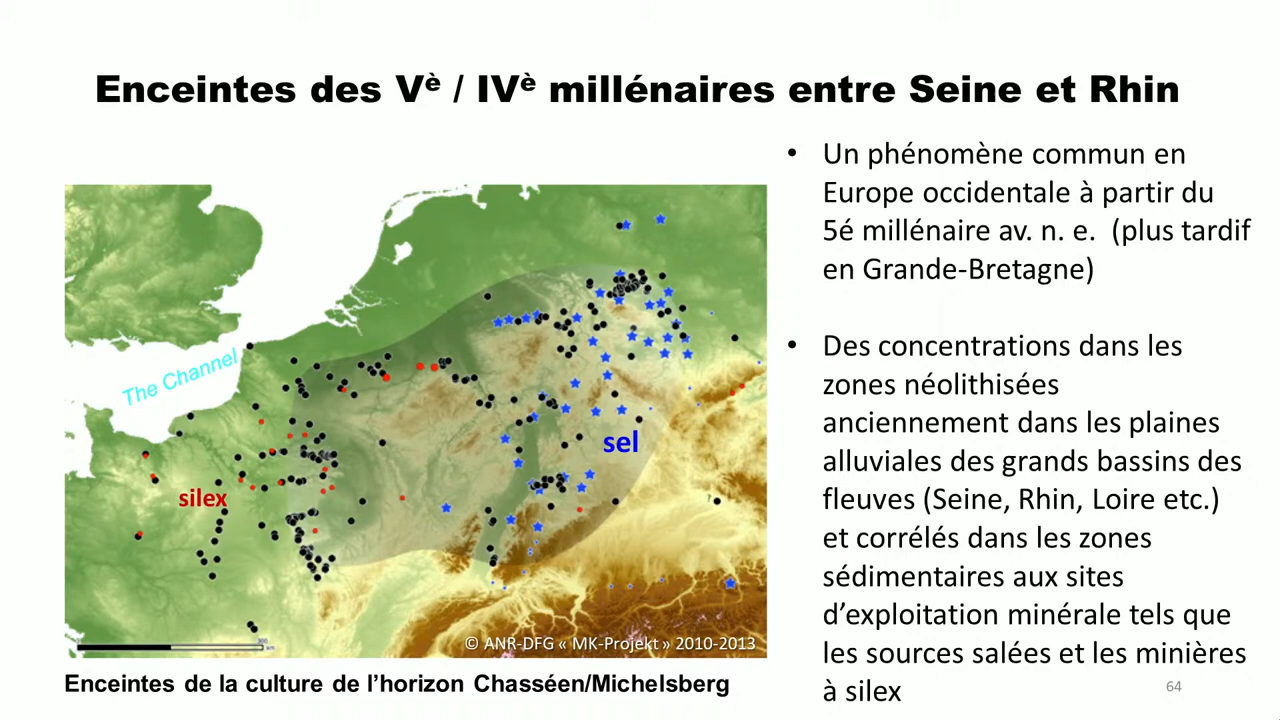 Enceintes des Vè / IVè millénaires entre Seine et Rhin
• Un phénomène commun en
Europe occidentale à partir du
5é millénaire av. n. e. (plus tardif
en Grande-Bretagne)
• Des concentrations dans les
zones néolithisées
anciennement dans les plaines
alluviales des grands bassins des
fleuves (Seine, Rhin, Loire etc.)
et corrélés dans les zones
sédimentaires aux sites
d’exploitation minérale tels que
les sources salées et les minières
à silex
The Channel
sel
silex
© ANR-DFG « MK-Projekt » 2010-2013
Enceintes de la culture de l’horizon Chasséen/Michelsberg
64